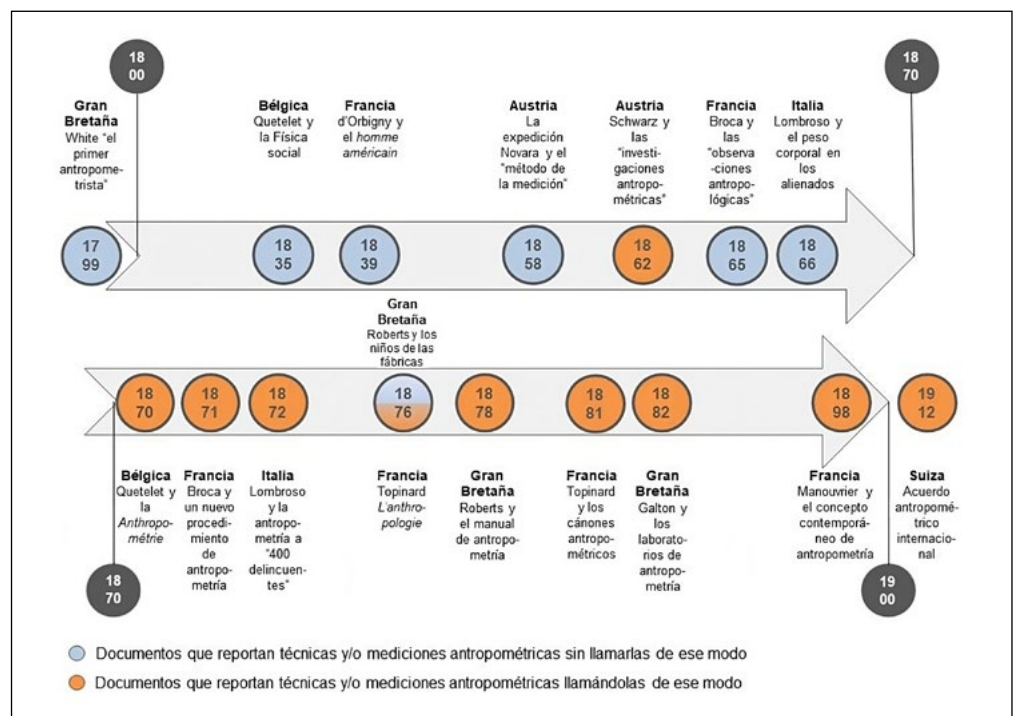 18
00
18
70
Gran
Bretaña
White "el
primer
antropome-
trista"
Bélgica
Quetelet y
la Física
social
Francia
d'Orbigny y
el homme
américain
Austria
La
expedición
Novara y el
"método de
la medición"
Austria
Schwarz y
las
"investi-
gaciones
antropo-
métricas"
Francia
Broca y
las
"observa
-ciones
antropo-
lógicas"
Italia
Lombroso y
el peso
corporal en
los
alienados
17
99
18
35
18
39
18
58
18
62
18
65
18
66
Gran
Bretaña
Roberts y los
niños de las
fábricas
18
70
18
71
18
72
18
76
18
78
18
81
18
82
18
98
19
12
Bélgica
Quetelet y
la
Anthropo-
métrie
Francia
Broca y
un nuevo
procedi-
miento
de
antropo-
metría
Italia
Lombroso
y la
antropo-
metría a
"400
delincuen-
tes"
Francia
Topinard
L'anthro-
pologie
Gran
Bretaña
Roberts y
el manual
de antropo-
metría
Francia
Topinard
y los
cánones
antropo-
métricos
Gran
Bretaña
Galton y
los
laborato-
rios de
antropo-
metría
Francia
Manouvrier y
el concepto
contemporá-
neo de
antropometría
Suiza
Acuerdo
antropomé-
trico
internacio-
nal
18
70
19
00
Documentos que reportan técnicas y/o mediciones antropométricas sin llamarlas de ese modo
Documentos que reportan técnicas y/o mediciones antropométricas llamándolas de ese modo